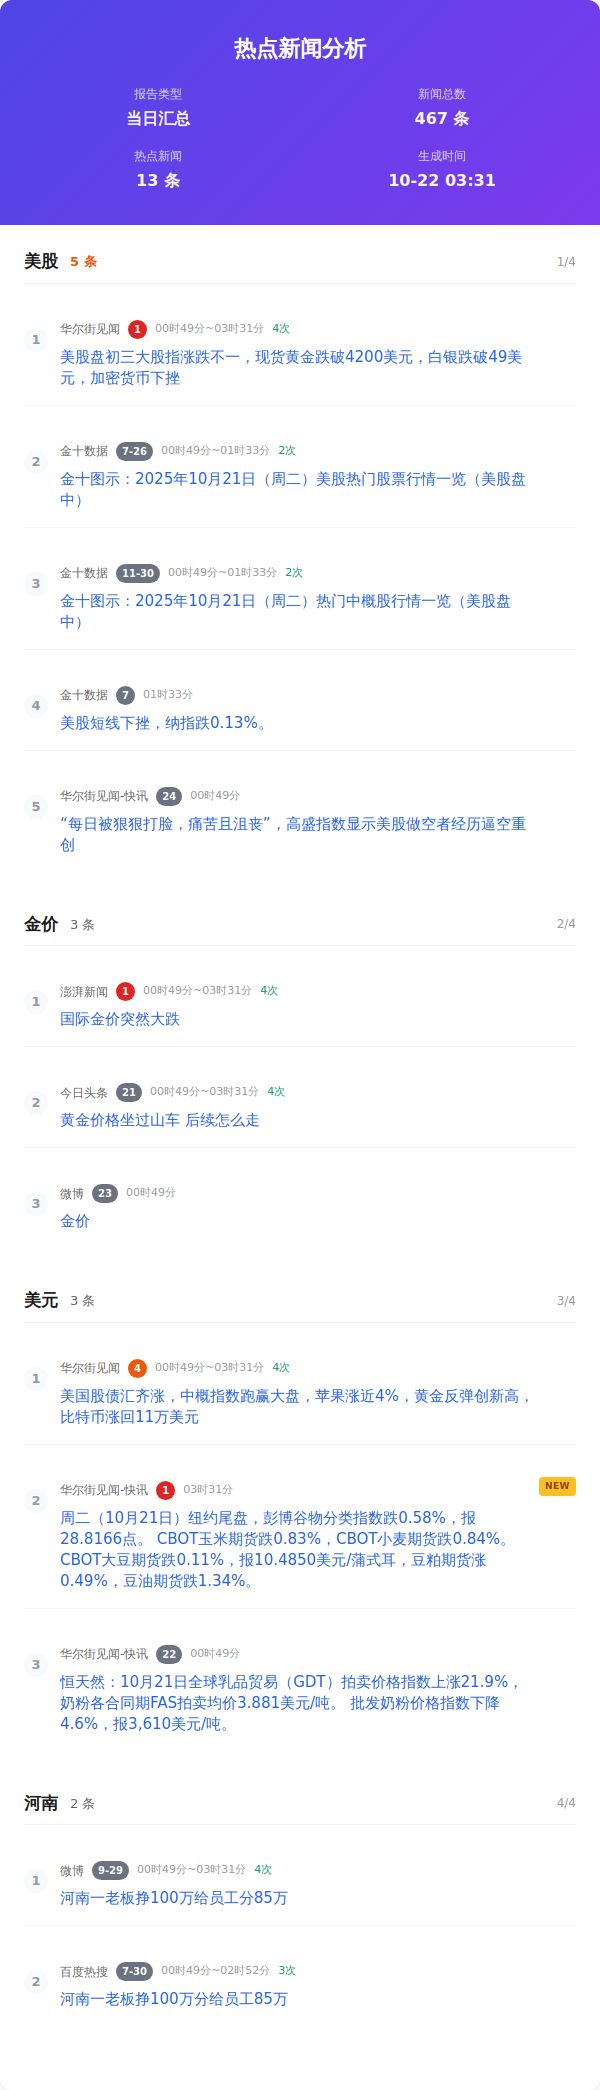 热点新闻分析
报告类型
当日汇总
新闻总数
467 条
热点新闻
13 条
生成时间
10-22 03:31
美股 5 条 1/4
1
华尔街见闻 1 00时49分~03时31分 4次
美股盘初三大股指涨跌不一，现货黄金跌破4200美元，白银跌破49美
元，加密货币下挫
2
金十数据 7-26 00时49分~01时33分 2次
金十图示：2025年10月21日（周二）美股热门股票行情一览（美股盘
中）
3
金十数据 11-30 00时49分~01时33分 2次
金十图示：2025年10月21日（周二）热门中概股行情一览（美股盘
中）
4
金十数据 7 01时33分
美股短线下挫，纳指跌0.13%。
5
华尔街见闻-快讯 24 00时49分
“每日被狠狠打脸，痛苦且沮丧”，高盛指数显示美股做空者经历逼空重
创
金价 3 条 2/4
1
澎湃新闻 1 00时49分~03时31分 4次
国际金价突然大跌
2
今日头条 21 00时49分~03时31分 4次
黄金价格坐过山车 后续怎么走
3
微博 23 00时49分
金价
美元 3 条 3/4
1
华尔街见闻 4 00时49分~03时31分 4次
美国股债汇齐涨，中概指数跑赢大盘，苹果涨近4%，黄金反弹创新高，
比特币涨回11万美元
2
华尔街见闻-快讯 1 03时31分 NEW
周二（10月21日）纽约尾盘，彭博谷物分类指数跌0.58%，报
28.8166点。 CBOT玉米期货跌0.83%，CBOT小麦期货跌0.84%。
CBOT大豆期货跌0.11%，报10.4850美元/蒲式耳，豆粕期货涨
0.49%，豆油期货跌1.34%。
3
华尔街见闻-快讯 22 00时49分
恒天然：10月21日全球乳品贸易（GDT）拍卖价格指数上涨21.9%，
奶粉各合同期FAS拍卖均价3.881美元/吨。 批发奶粉价格指数下降
4.6%，报3,610美元/吨。
河南 2 条 4/4
1
微博 9-29 00时49分~03时31分 4次
河南一老板挣100万给员工分85万
2
百度热搜 7-30 00时49分~02时52分 3次
河南一老板挣100万分给员工85万